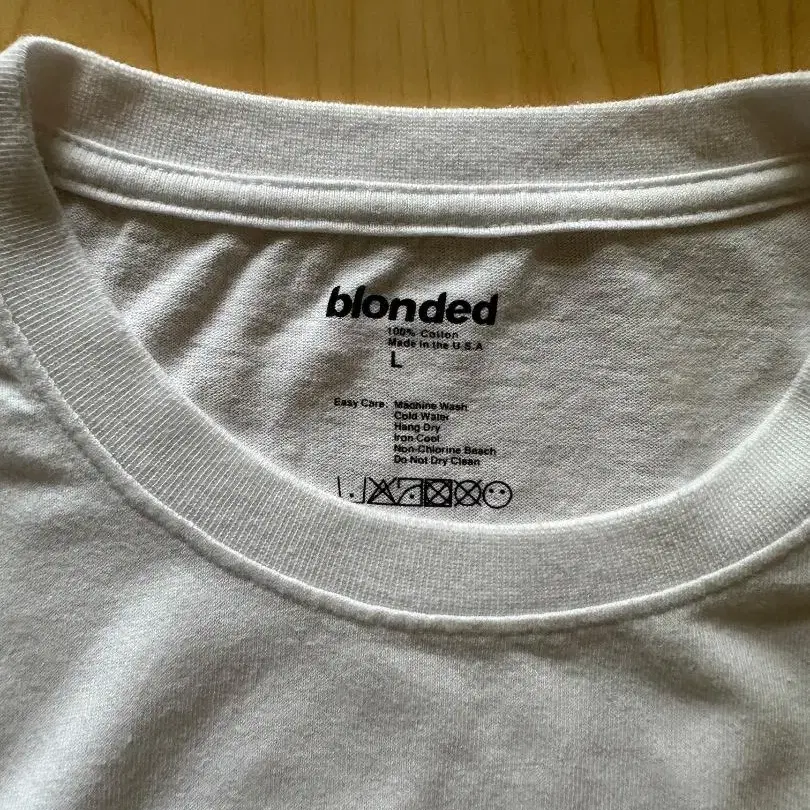 blonded
100% Cotton
Made in the U.S.A
L
Easy Care: Machine Wash
Cold Water
Hang Dry
Iron Cool
Non-Chlorine Beach
Do Not Dry Clean